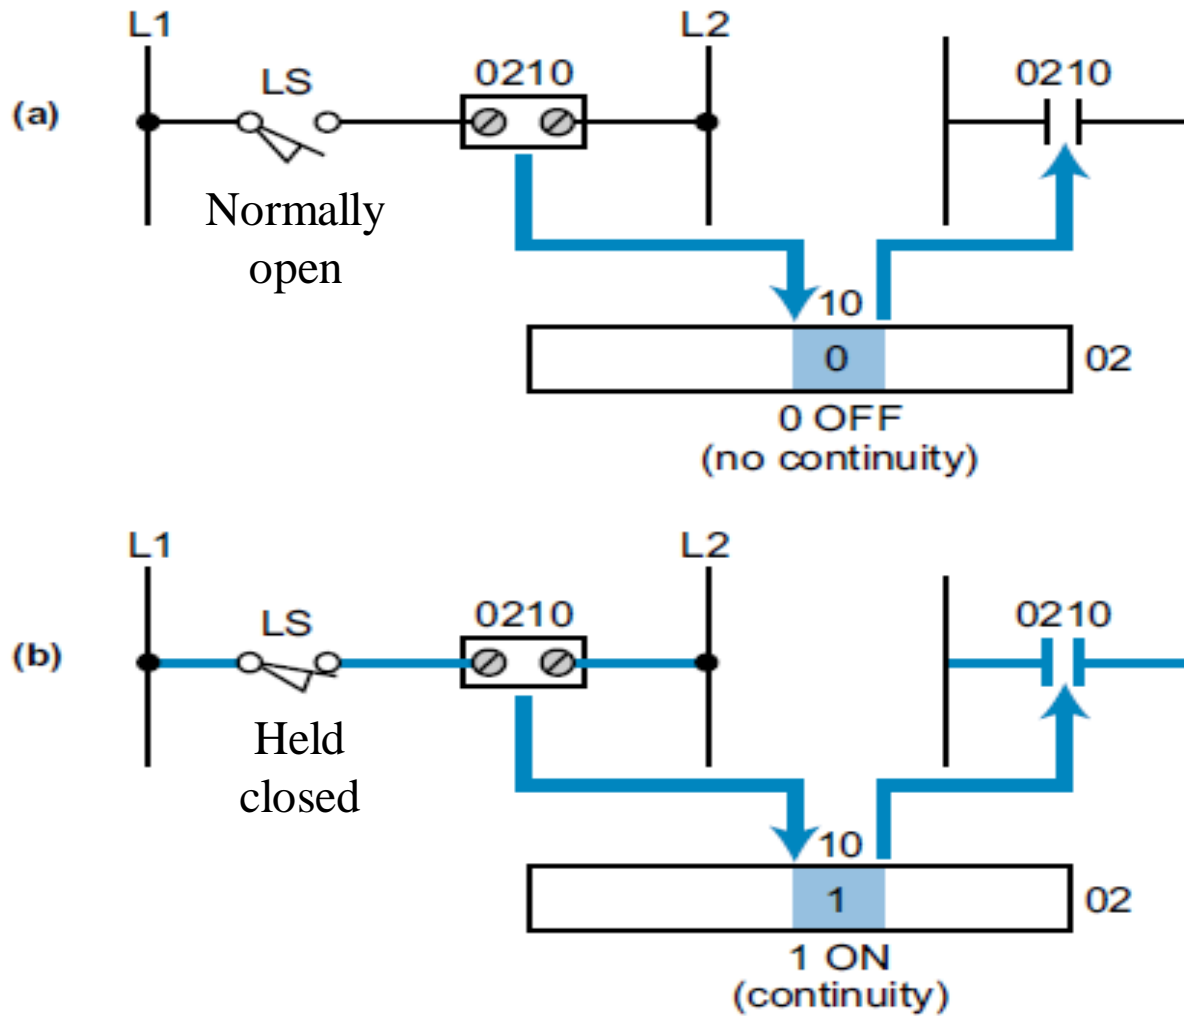 L1
L2
LS
0210
0210
(a)
Normally
open
10
0
02
0 OFF
(no continuity)
L1
L2
LS
0210
0210
(b)
Held
closed
10
1
02
1 ON
(continuity)